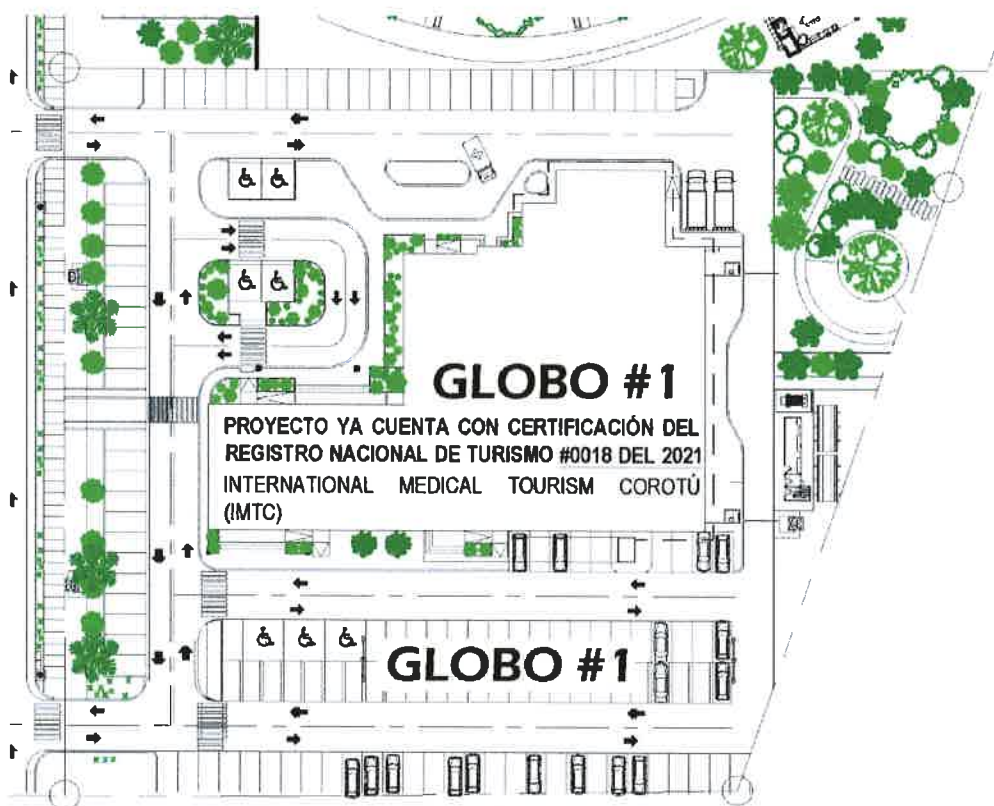 GLOBO #1
PROYECTO YA CUENTA CON CERTIFICACIÓN DEL
REGISTRO NACIONAL DE TURISMO #0018 DEL 2021
INTERNATIONAL MEDICAL TOURISM COROTÚ
(IMTC)
GLOBO #1